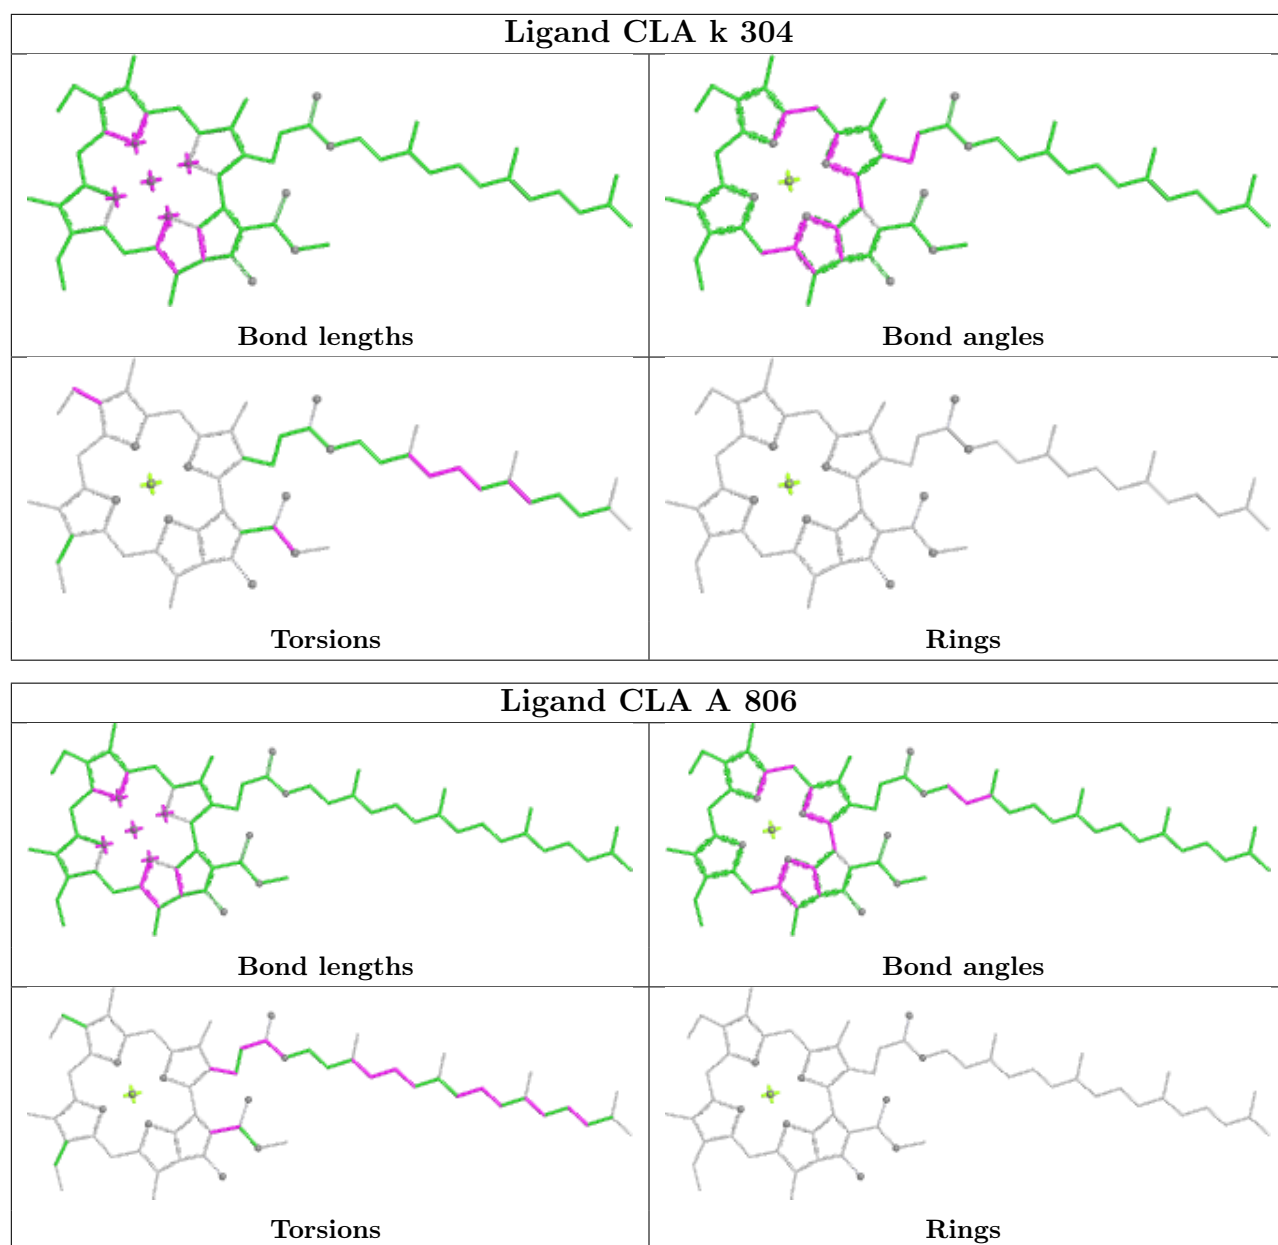 Ligand CLA k 304
Bond lengths
Bond angles
Torsions
Rings
Ligand CLA A 806
Bond lengths
Bond angles
Torsions
Rings